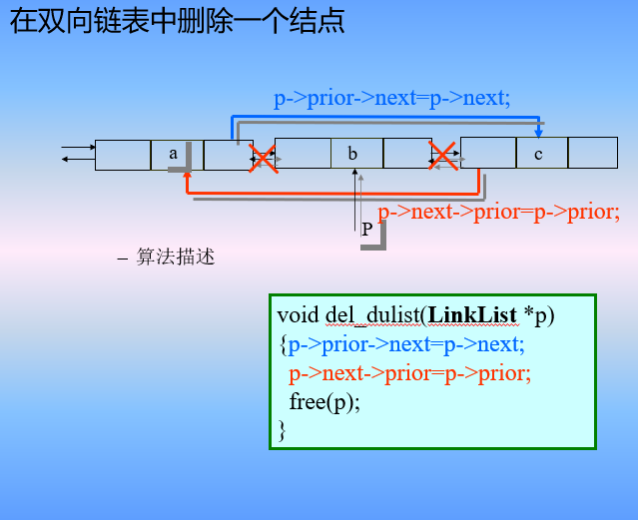 在双向链表中删除一个结点
p->prior->next=p->next;
a
b
c
P
p->next->prior=p->prior;
– 算法描述
void del_dulist(LinkList *p)
{p->prior->next=p->next;
p->next->prior=p->prior;
free(p);
}